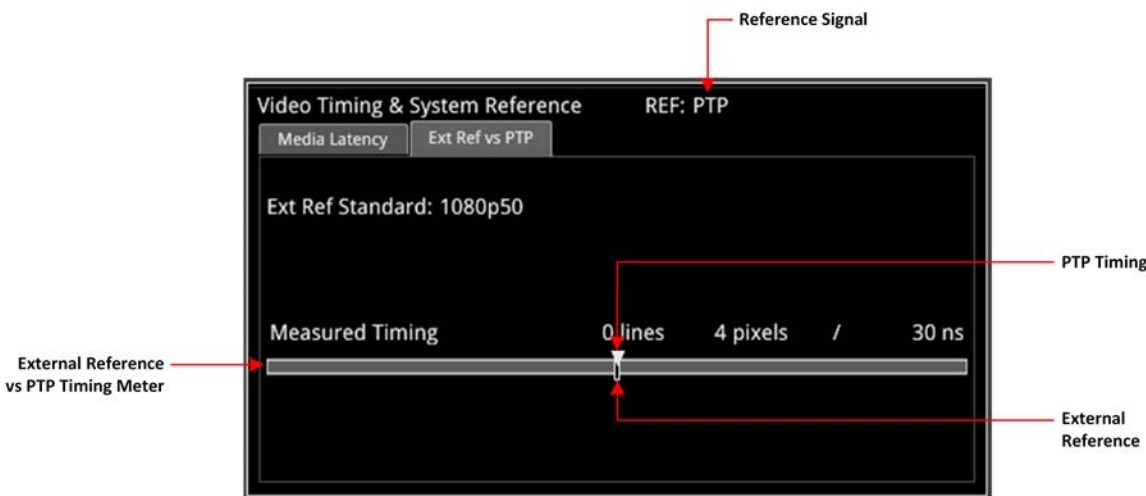 Reference Signal
Video Timing & System Reference REF: PTP
Media Latency Ext Ref vs PTP
Ext Ref Standard: 1080p50
PTP Timing
Measured Timing 0 lines 4 pixels / 30 ns
External Reference
vs PTP Timing Meter
External
Reference